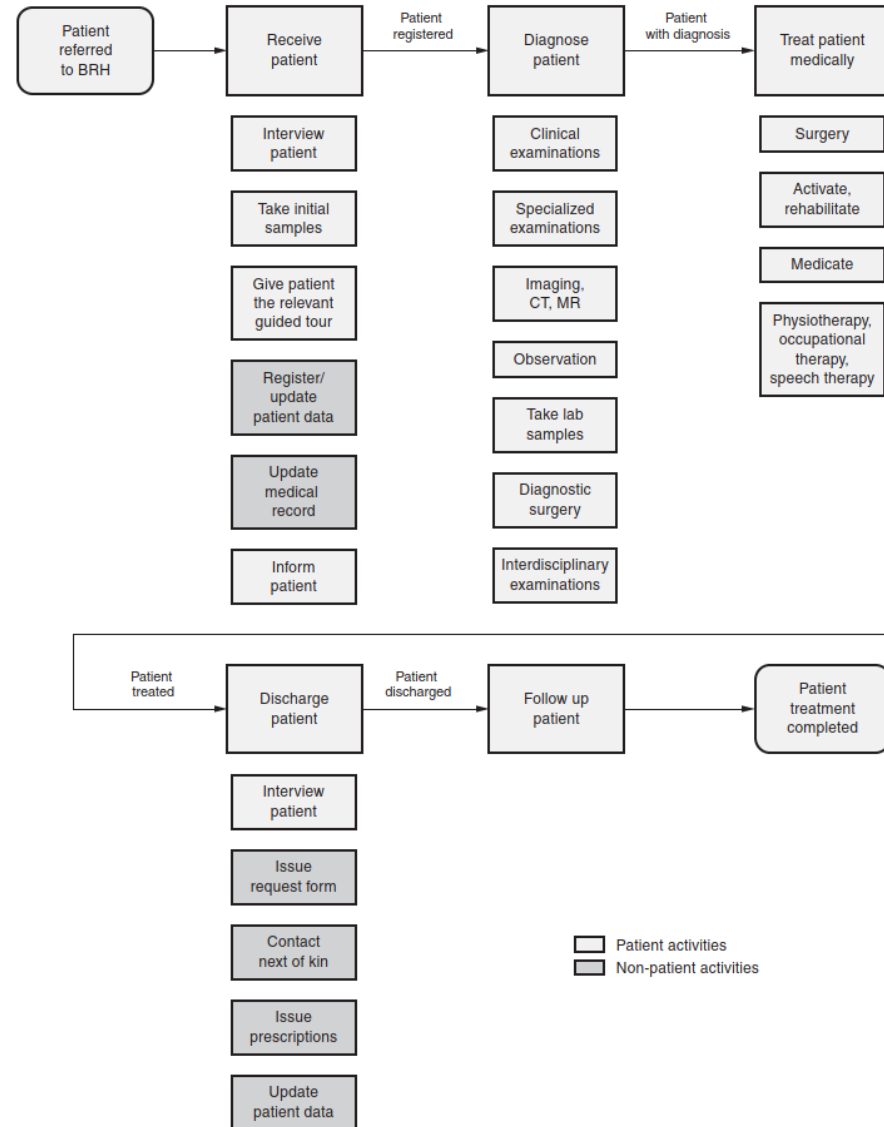 Patient
referred
to BRH
Receive
patient
Patient
registered
Diagnose
patient
Patient
with diagnosis
Treat patient
medically
Interview
patient
Take initial
samples
Give patient
the relevant
guided tour
Register/
update
patient data
Update
medical
record
Inform
patient
Clinical
examinations
Specialized
examinations
Imaging,
CT, MR
Observation
Take lab
samples
Diagnostic
surgery
Interdisciplinary
examinations
Surgery
Activate,
rehabilitate
Medicate
Physiotherapy,
occupational
therapy,
speech therapy
Patient
treated
Discharge
patient
Patient
discharged
Follow up
patient
Patient
treatment
completed
Interview
patient
Issue
request form
Contact
next of kin
Issue
prescriptions
Update
patient data
Patient activities
Non-patient activities